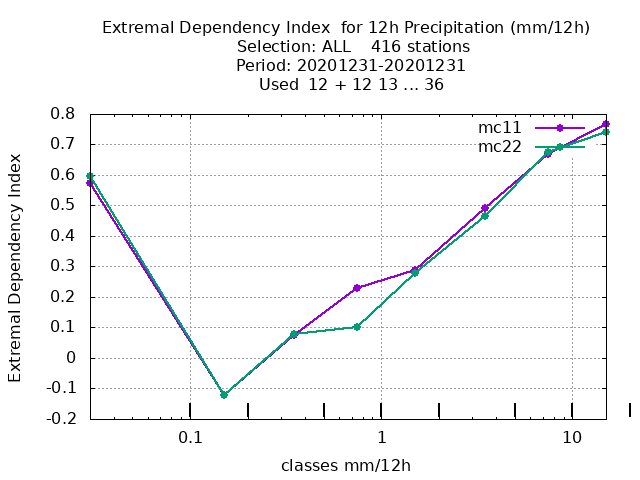 Extremal Dependency Index  for 12h Precipitation (mm/12h)
Selection: ALL    416 stations
Period: 20201231-20201231
Used  12 + 12 13 ... 36
mc11
mc22
0.8
0.7
0.6
0.5
0.4
0.3
0.2
0.1
0
-0.1
-0.2
Extremal Dependency Index
0.1
1
10
classes mm/12h